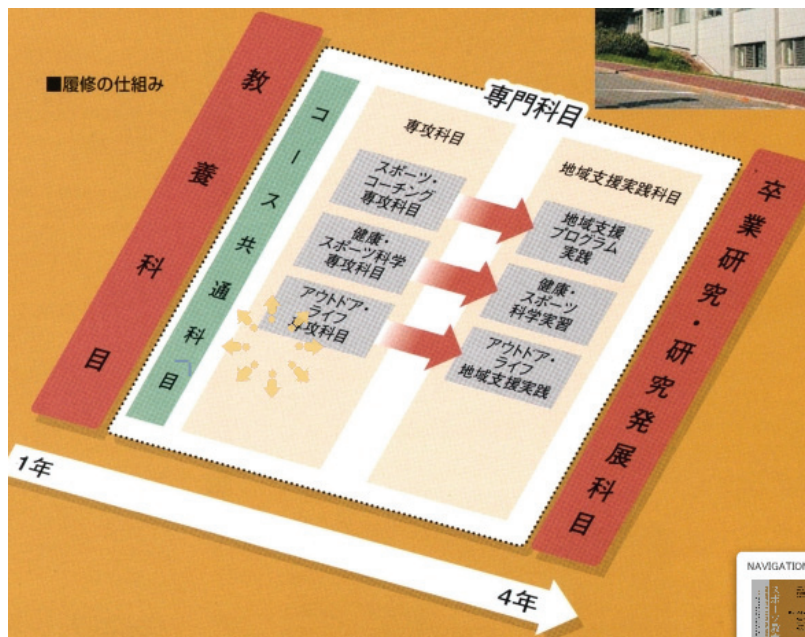 ■履修の仕組み
教養科目
コース共通科目
専門科目
専攻科目
スポーツ・
コーチング
専攻科目
健康・
スポーツ科学
専攻科目
アウトドア・
ライフ
専攻科目
地域支援実践科目
地域支援
プログラム
実践
健康・
スポーツ
科学実習
アウトドア・
ライフ
地域支援実践
卒業研究・研究発展科目
1年
4年
NAVIGATION